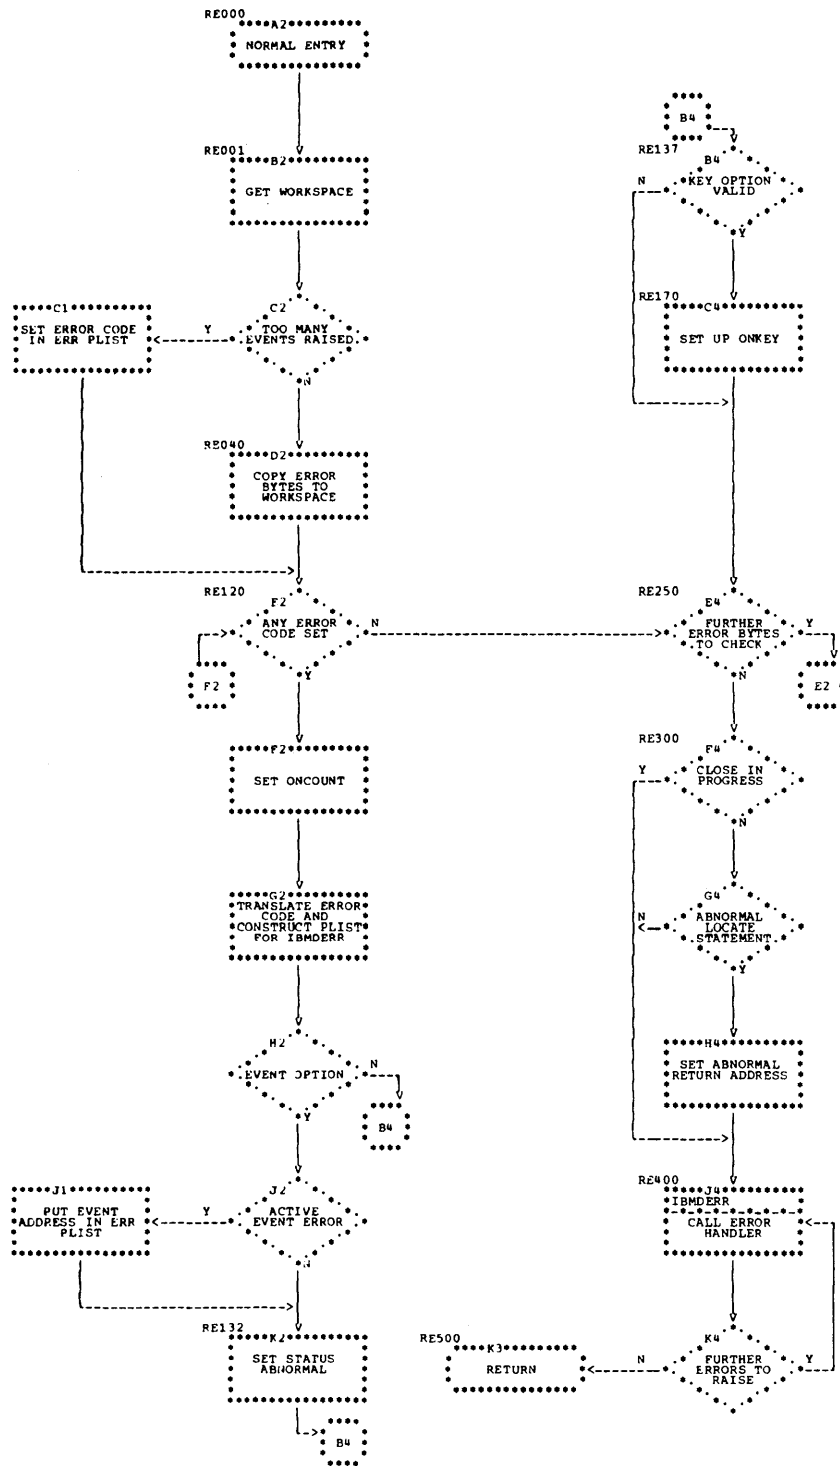 RE000
A2
NORMAL ENTRY
B4
RE001
B2
GET WORKSPACE
RE137
B4
N
KEY OPTION
VALID
Y
C1
SET ERROR CODE
IN ERR PLIST
Y
C2
TOO MANY
EVENTS RAISED
N
RE170
C4
SET UP ONKEY
RE040
D2
COPY ERROR
BYTES TO
WORKSPACE
RE120
F2
ANY ERROR
CODE SET
N
Y
F2
RE250
E4
FURTHER
ERROR BYTES
TO CHECK
Y
N
E2
F2
SET ONCOUNT
RE300
F4
Y
CLOSE IN
PROGRESS
N
G2
TRANSLATE ERROR
CODE AND
CONSTRUCT PLIST
FOR IBMDERR
G4
N
ABNORMAL
LOCATE
STATEMENT
Y
H2
EVENT OPTION
N
Y
B4
H4
SET ABNORMAL
RETURN ADDRESS
J1
PUT EVENT
ADDRESS IN ERR
PLIST
Y
J2
ACTIVE
EVENT ERROR
N
RE400
J4
IBMDERR
CALL ERROR
HANDLER
RE132
K2
SET STATUS
ABNORMAL
B4
RE500
K3
RETURN
N
K4
FURTHER
ERRORS TO
RAISE
Y